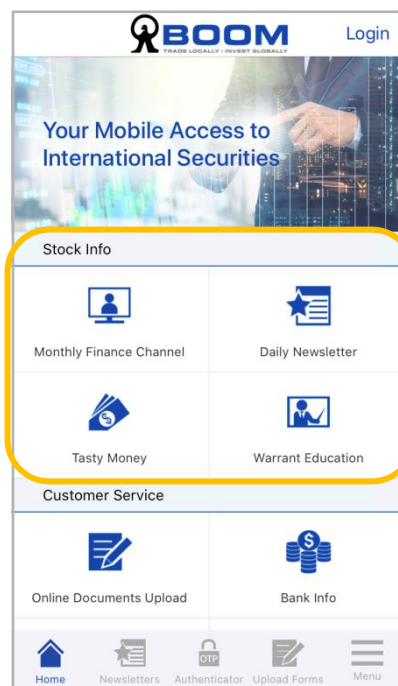 BOOM
TRADE LOCALLY - INVEST GLOBALLY
Login
Your Mobile Access to
International Securities
Stock Info
Monthly Finance Channel
Daily Newsletter
Tasty Money
Warrant Education
Customer Service
Online Documents Upload
Bank Info
OTP
Home
Newsletters
Authenticator
Upload Forms
Menu